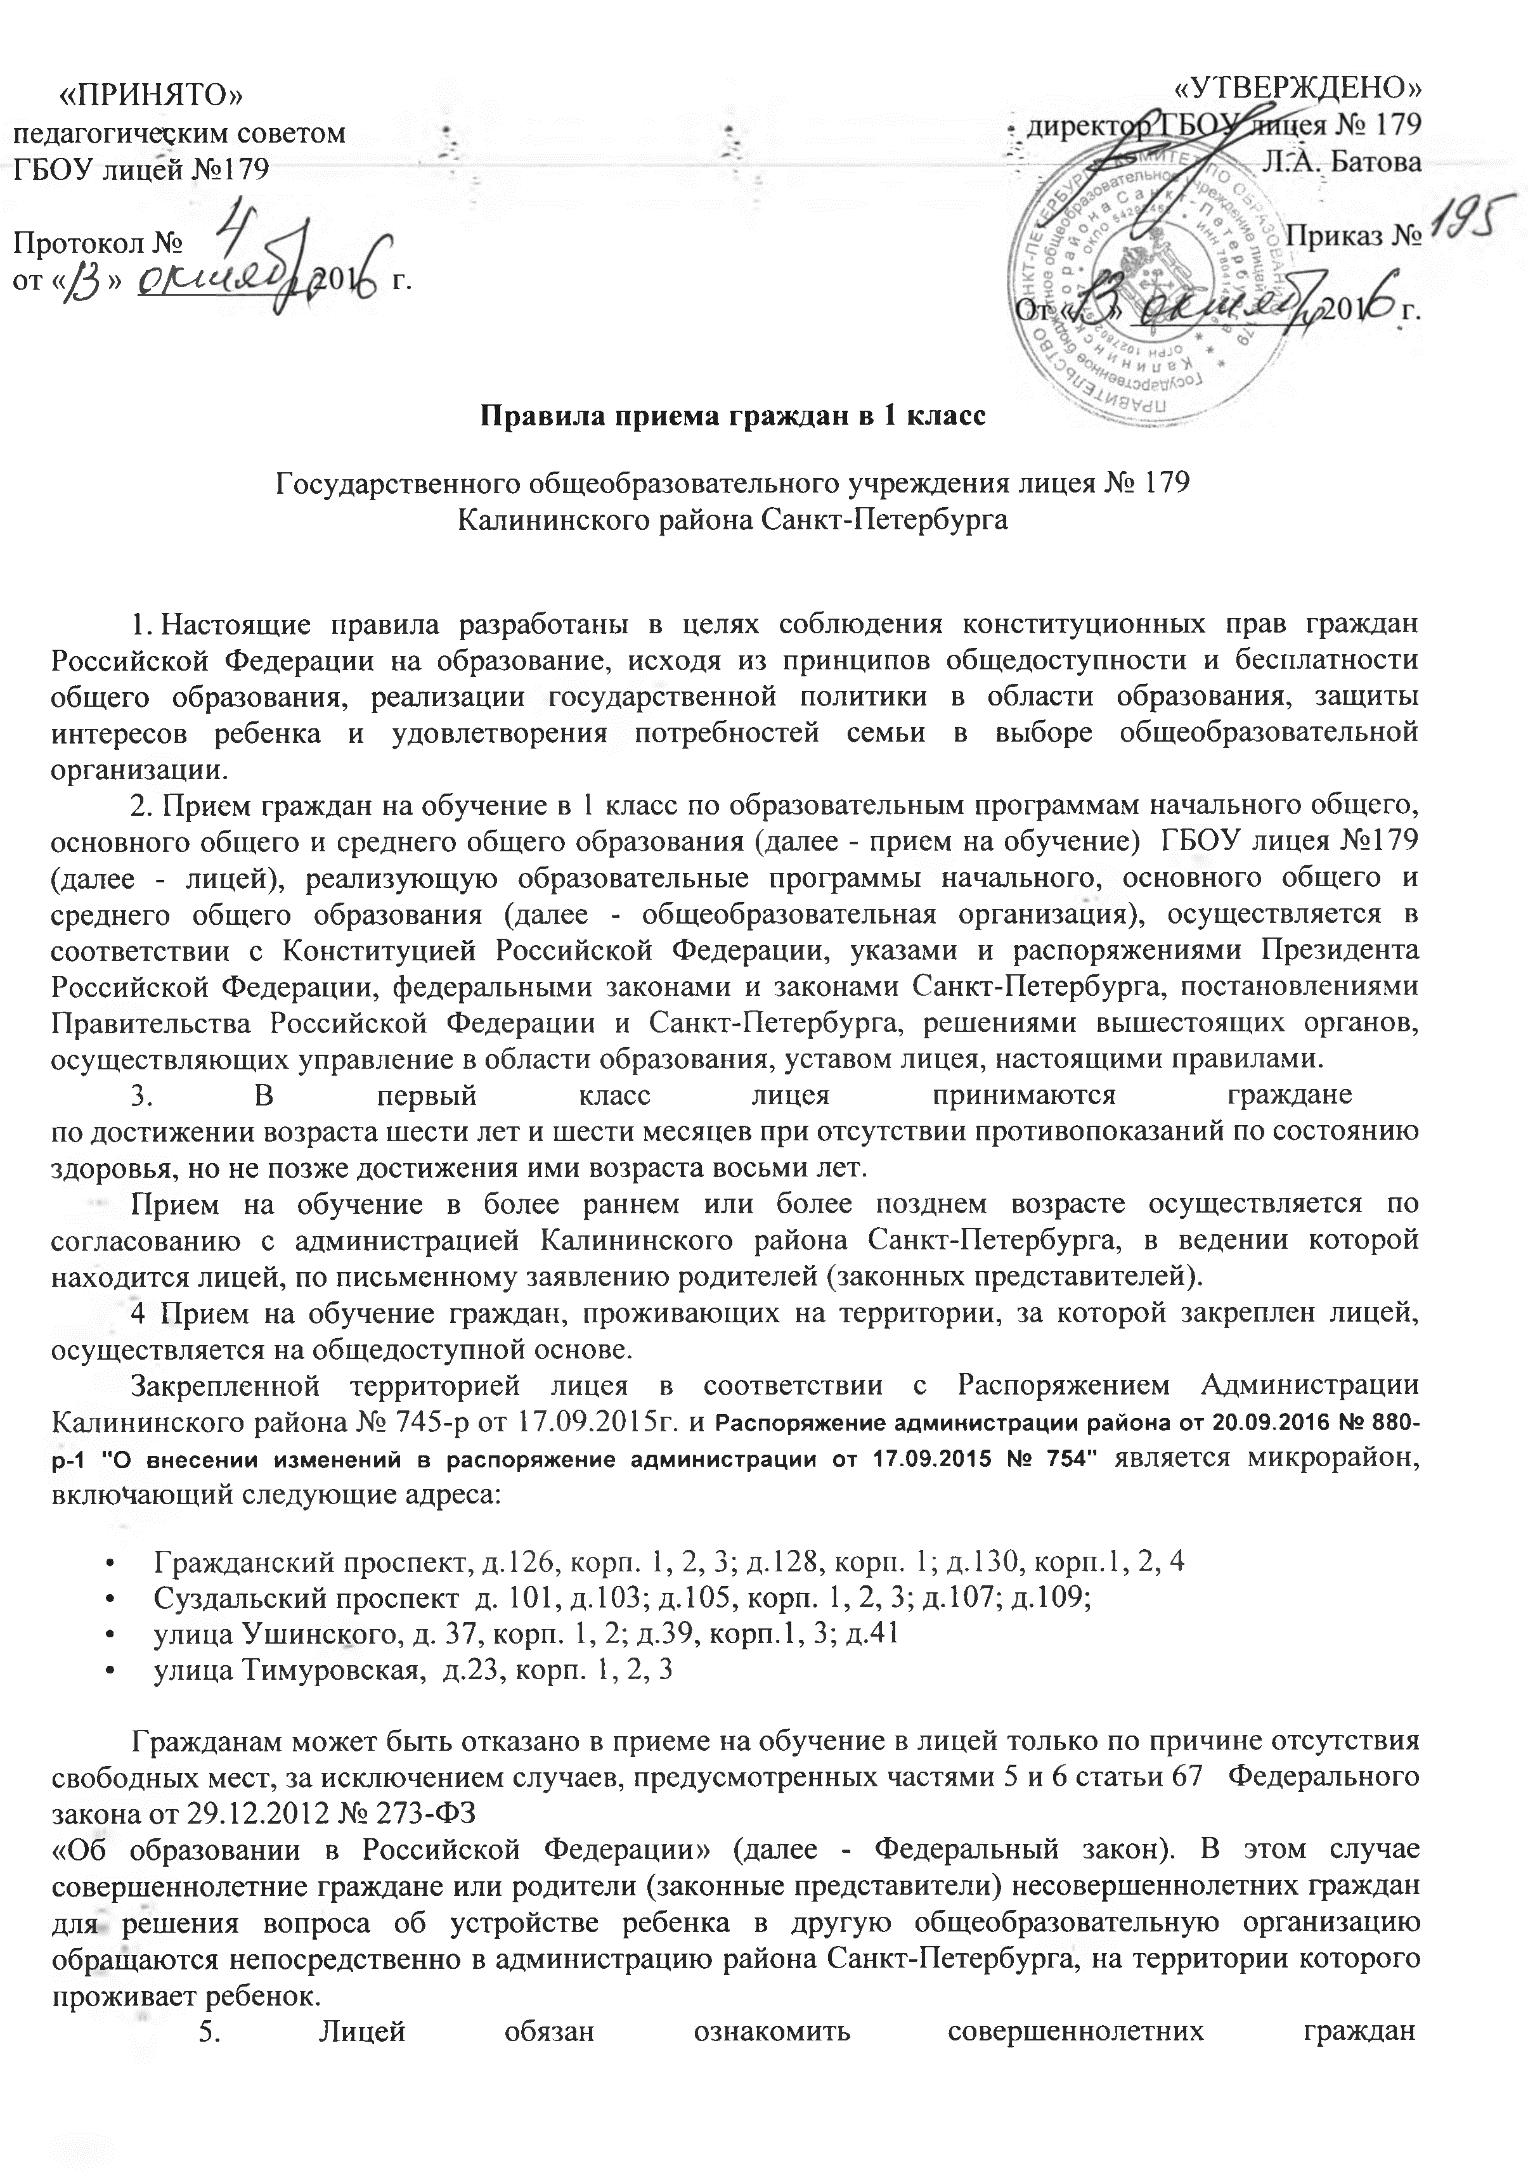 «ПРИНЯТО»
педагогическим советом
ГБОУ лицей №179
Протокол № 4
от «13» октября 2016 г.
«УТВЕРЖДЕНО»
директор ГБОУ лицея № 179
Л.А. Батова
Приказ № 195
От «13» октября 2016 г.
ПРАВИТЕЛЬСТВО САНКТ-ПЕТЕРБУРГА КОМИТЕТ ПО ОБРАЗОВАНИЮ
Государственное бюджетное общеобразовательное учреждение лицей № 179
Калининского района Санкт-Петербурга
Правила приема граждан в 1 класс
Государственного общеобразовательного учреждения лицея № 179
Калининского района Санкт-Петербурга
1. Настоящие правила разработаны в целях соблюдения конституционных прав граждан
Российской Федерации на образование, исходя из принципов общедоступности и бесплатности
общего образования, реализации государственной политики в области образования, защиты
интересов ребенка и удовлетворения потребностей семьи в выборе общеобразовательной
организации.
2. Прием граждан на обучение в 1 класс по образовательным программам начального общего,
основного общего и среднего общего образования (далее - прием на обучение) ГБОУ лицея №179
(далее - лицей), реализующую образовательные программы начального, основного общего и
среднего общего образования (далее - общеобразовательная организация), осуществляется в
соответствии с Конституцией Российской Федерации, указами и распоряжениями Президента
Российской Федерации, федеральными законами и законами Санкт-Петербурга, постановлениями
Правительства Российской Федерации и Санкт-Петербурга, решениями вышестоящих органов,
осуществляющих управление в области образования, уставом лицея, настоящими правилами.
3. В первый класс лицея принимаются граждане
по достижении возраста шести лет и шести месяцев при отсутствии противопоказаний по состоянию
здоровья, но не позже достижения ими возраста восьми лет.
Прием на обучение в более раннем или более позднем возрасте осуществляется по
согласованию с администрацией Калининского района Санкт-Петербурга, в ведении которой
находится лицей, по письменному заявлению родителей (законных представителей).
4 Прием на обучение граждан, проживающих на территории, за которой закреплен лицей,
осуществляется на общедоступной основе.
Закрепленной территорией лицея в соответствии с Распоряжением Администрации
Калининского района № 745-р от 17.09.2015г. и Распоряжение администрации района от 20.09.2016 № 880-
р-1 "О внесении изменений в распоряжение администрации от 17.09.2015 № 754" является микрорайон,
включающий следующие адреса:
• Гражданский проспект, д.126, корп. 1, 2, 3; д.128, корп. 1; д.130, корп.1, 2, 4
• Суздальский проспект д. 101, д.103; д.105, корп. 1, 2, 3; д.107; д.109;
• улица Ушинского, д. 37, корп. 1, 2; д.39, корп.1, 3; д.41
• улица Тимуровская, д.23, корп. 1, 2, 3
Гражданам может быть отказано в приеме на обучение в лицей только по причине отсутствия
свободных мест, за исключением случаев, предусмотренных частями 5 и 6 статьи 67 Федерального
закона от 29.12.2012 № 273-ФЗ
«Об образовании в Российской Федерации» (далее - Федеральный закон). В этом случае
совершеннолетние граждане или родители (законные представители) несовершеннолетних граждан
для решения вопроса об устройстве ребенка в другую общеобразовательную организацию
обращаются непосредственно в администрацию района Санкт-Петербурга, на территории которого
проживает ребенок.
5. Лицей обязан ознакомить совершеннолетних граждан